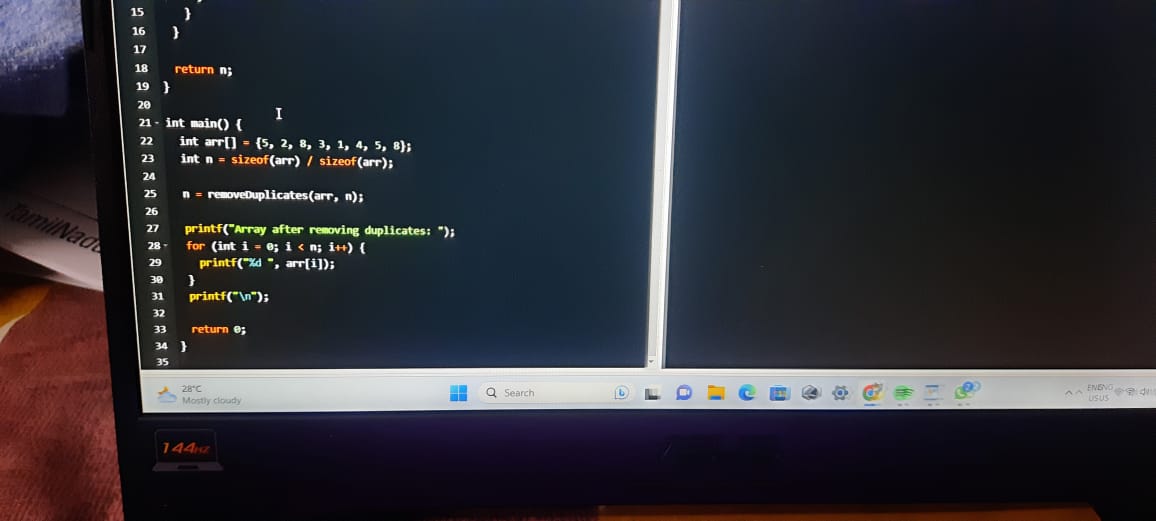 15 }
16 }
17
18 return n;
19 }
20
21 - int main() {
22 int arr[] = {5, 2, 8, 3, 1, 4, 5, 8};
23 int n = sizeof(arr) / sizeof(arr);
24
25 n = removeDuplicates(arr, n);
26
27 printf("Array after removing duplicates: ");
28 - for (int i = 0; i < n; i++) {
29 printf("%d ", arr[i]);
30 }
31 printf("\n");
32
33 return 0;
34 }
35
28°C
Mostly cloudy
Search
144HZ